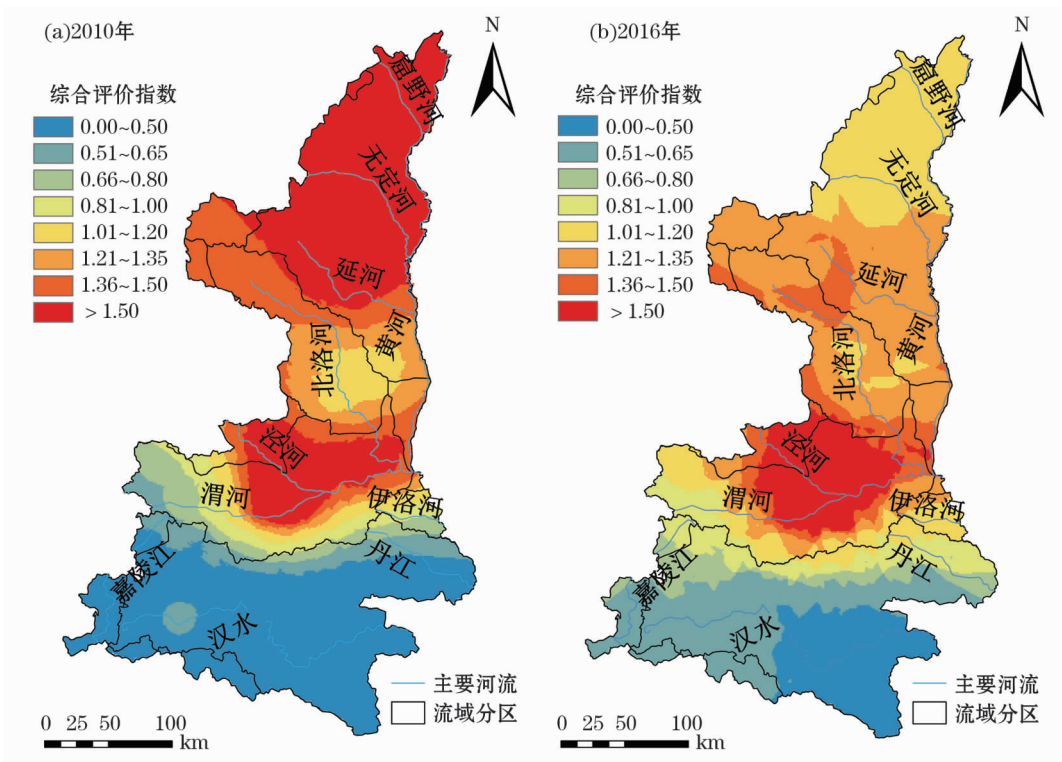 (a)2010年
N
综合评价指数
0.00~0.50
0.51~0.65
0.66~0.80
0.81~1.00
1.01~1.20
1.21~1.35
1.36~1.50
>1.50
窟野河
无定河
延河
黄河
北洛河
泾河
渭河
伊洛河
丹江
嘉陵江
汉水
主要河流
流域分区
0 25 50 100
km
(b)2016年
N
综合评价指数
0.00~0.50
0.51~0.65
0.66~0.80
0.81~1.00
1.01~1.20
1.21~1.35
1.36~1.50
>1.50
窟野河
无定河
延河
黄河
北洛河
泾河
渭河
伊洛河
丹江
嘉陵江
汉水
主要河流
流域分区
0 25 50 100
km